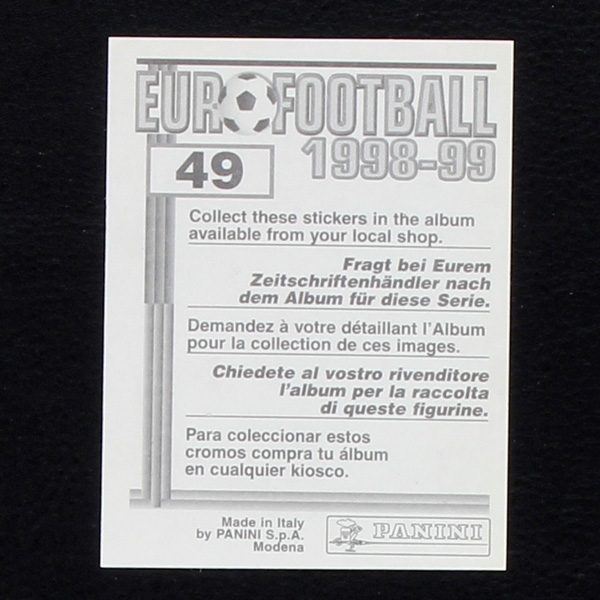 EUROFOOTBALL
1998-99
49
Collect these stickers in the album
available from your local shop.
Fragt bei Eurem
Zeitschriftenhändler nach
dem Album für diese Serie.
Demandez à votre détaillant l'Album
pour la collection de ces images.
Chiedete al vostro rivenditore
l'album per la raccolta
di queste figurine.
Para coleccionar estos
cromos compra tu álbum
en cualquier kiosco.
Made in Italy
by PANINI S.p.A.
Modena
PANINI